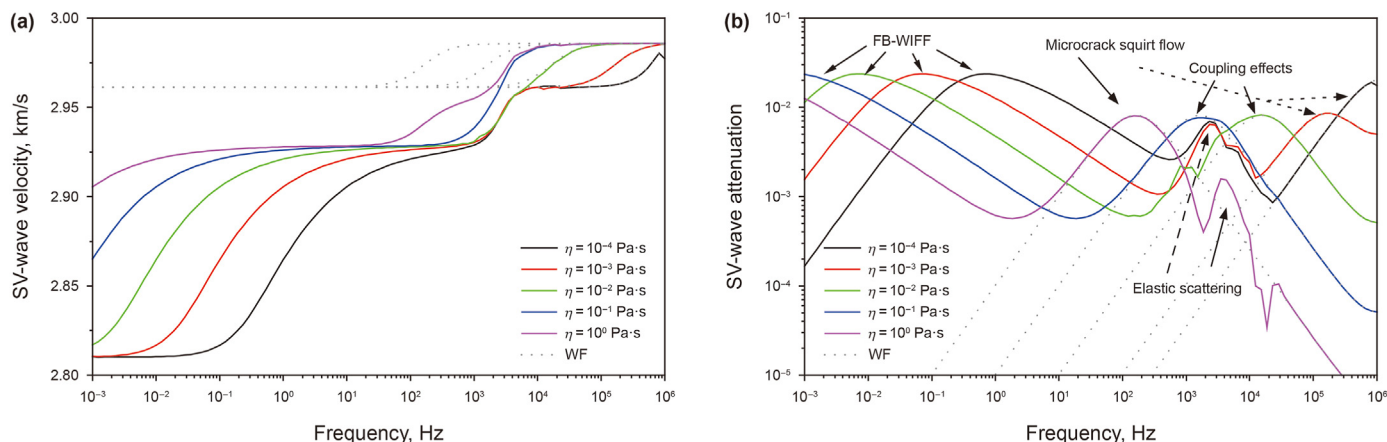 (a)
3.00
2.95
2.90
2.85
2.80
SV-wave velocity, km/s
η = 10⁻⁴ Pa·s
η = 10⁻³ Pa·s
η = 10⁻² Pa·s
η = 10⁻¹ Pa·s
η = 10⁰ Pa·s
WF
10⁻³ 10⁻² 10⁻¹ 10⁰ 10¹ 10² 10³ 10⁴ 10⁵ 10⁶
Frequency, Hz
(b)
10⁻¹
10⁻²
10⁻³
10⁻⁴
10⁻⁵
SV-wave attenuation
FB-WIFF
Microcrack squirt flow
Coupling effects
Elastic scattering
η = 10⁻⁴ Pa·s
η = 10⁻³ Pa·s
η = 10⁻² Pa·s
η = 10⁻¹ Pa·s
η = 10⁰ Pa·s
WF
10⁻³ 10⁻² 10⁻¹ 10⁰ 10¹ 10² 10³ 10⁴ 10⁵ 10⁶
Frequency, Hz